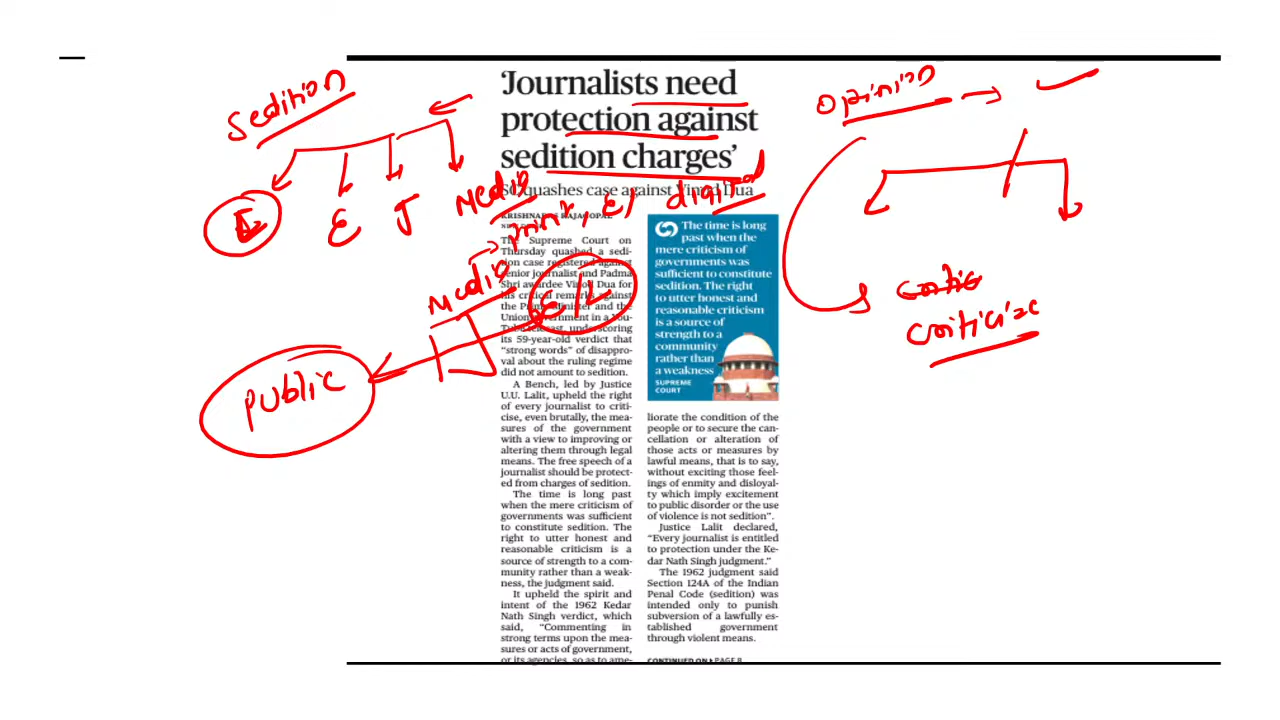 Sedition
E J Media
print, E, digital
Media
E/L
public
opinion
critic
criticize
'Journalists need
protection against
sedition charges'
SC quashes case against Vinod Dua
KRISHNADAS RAJAGOPAL
The Supreme Court on
Thursday quashed a sedi-
tion case registered against
senior journalist and Padma
Shri awardee Vinod Dua for
his critical remarks against
the Prime Minister and the
Union government in a You-
Tube telecast, underscoring
its 59-year-old verdict that
“strong words” of disappro-
val about the ruling regime
did not amount to sedition.
A Bench, led by Justice
U.U. Lalit, upheld the right
of every journalist to criti-
cise, even brutally, the mea-
sures of the government
with a view to improving or
altering them through legal
means. The free speech of a
journalist should be protect-
ed from charges of sedition.
The time is long past
when the mere criticism of
governments was sufficient
to constitute sedition. The
right to utter honest and
reasonable criticism is a
source of strength to a com-
munity rather than a weak-
ness, the judgment said.
It upheld the spirit and
intent of the 1962 Kedar
Nath Singh verdict, which
said, “Commenting in
strong terms upon the mea-
sures or acts of government,
or its agencies, so as to ame-
The time is long
past when the
mere criticism of
governments was
sufficient to constitute
sedition. The right
to utter honest and
reasonable criticism
is a source of
strength to a
community
rather than
a weakness
SUPREME
COURT
liorate the condition of the
people or to secure the can-
cellation or alteration of
those acts or measures by
lawful means, that is to say,
without exciting those feel-
ings of enmity and disloyal-
ty which imply excitement
to public disorder or the use
of violence is not sedition”.
Justice Lalit declared,
“Every journalist is entitled
to protection under the Ke-
dar Nath Singh judgment.”
The 1962 judgment said
Section 124A of the Indian
Penal Code (sedition) was
intended only to punish
subversion of a lawfully es-
tablished government
through violent means.
CONTINUED ON ▸ PAGE 8